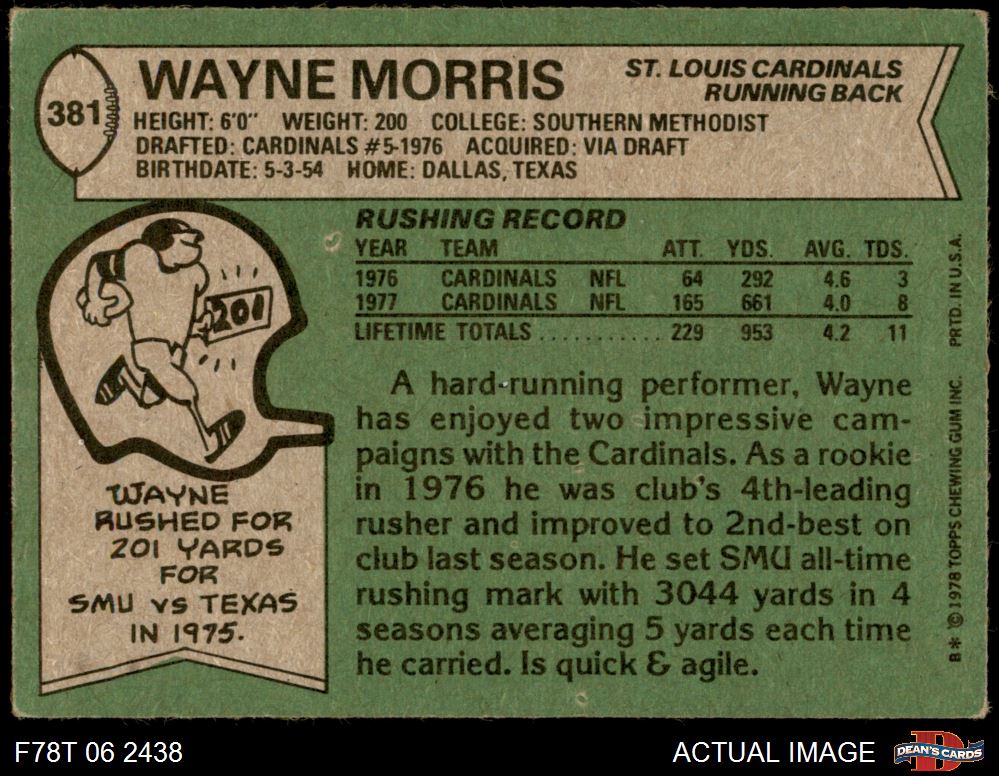 381
WAYNE MORRIS
ST. LOUIS CARDINALS
RUNNING BACK
HEIGHT: 6'0" WEIGHT: 200 COLLEGE: SOUTHERN METHODIST
DRAFTED: CARDINALS #5-1976 ACQUIRED: VIA DRAFT
BIRTHDATE: 5-3-54 HOME: DALLAS, TEXAS
RUSHING RECORD
YEAR TEAM ATT. YDS. AVG. TDS.
1976 CARDINALS NFL 64 292 4.6 3
1977 CARDINALS NFL 165 661 4.0 8
LIFETIME TOTALS ........... 229 953 4.2 11
201
WAYNE
RUSHED FOR
201 YARDS
FOR
SMU VS TEXAS
IN 1975.
A hard-running performer, Wayne
has enjoyed two impressive cam-
paigns with the Cardinals. As a rookie
in 1976 he was club's 4th-leading
rusher and improved to 2nd-best on
club last season. He set SMU all-time
rushing mark with 3044 yards in 4
seasons averaging 5 yards each time
he carried. Is quick & agile.
B* © 1978 TOPPS CHEWING GUM INC. PRTD. IN U.S.A.
F78T 06 2438
ACTUAL IMAGE
D
DEAN'S CARDS